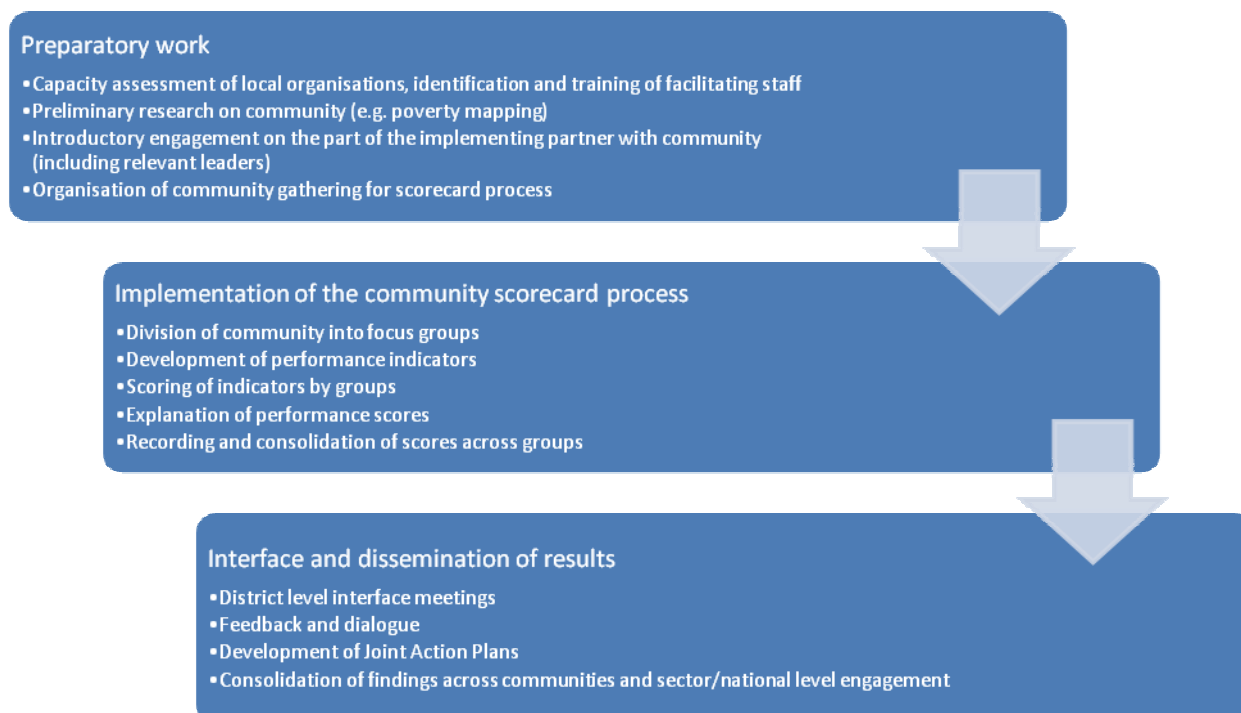 Preparatory work
•Capacity assessment of local organisations, identification and training of facilitating staff
•Preliminary research on community (e.g. poverty mapping)
•Introductory engagement on the part of the implementing partner with community
(including relevant leaders)
•Organisation of community gathering for scorecard process
Implementation of the community scorecard process
•Division of community into focus groups
•Development of performance indicators
•Scoring of indicators by groups
•Explanation of performance scores
•Recording and consolidation of scores across groups
Interface and dissemination of results
•District level interface meetings
•Feedback and dialogue
•Development of Joint Action Plans
•Consolidation of findings across communities and sector/national level engagement